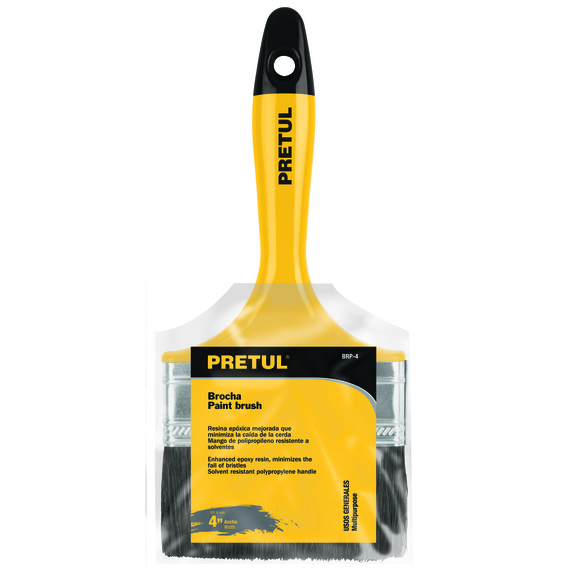 PRETUL
PRETUL®
BRP-4
Brocha
Paint brush
Resina epóxica mejorada que
minimiza la caída de la cerda
Mango de polipropileno resistente a
solventes
Enhanced epoxy resin, minimizes the
fall of bristles
Solvent resistant polypropylene handle
4" Ancho
Width
USOS GENERALES
Multipurpose